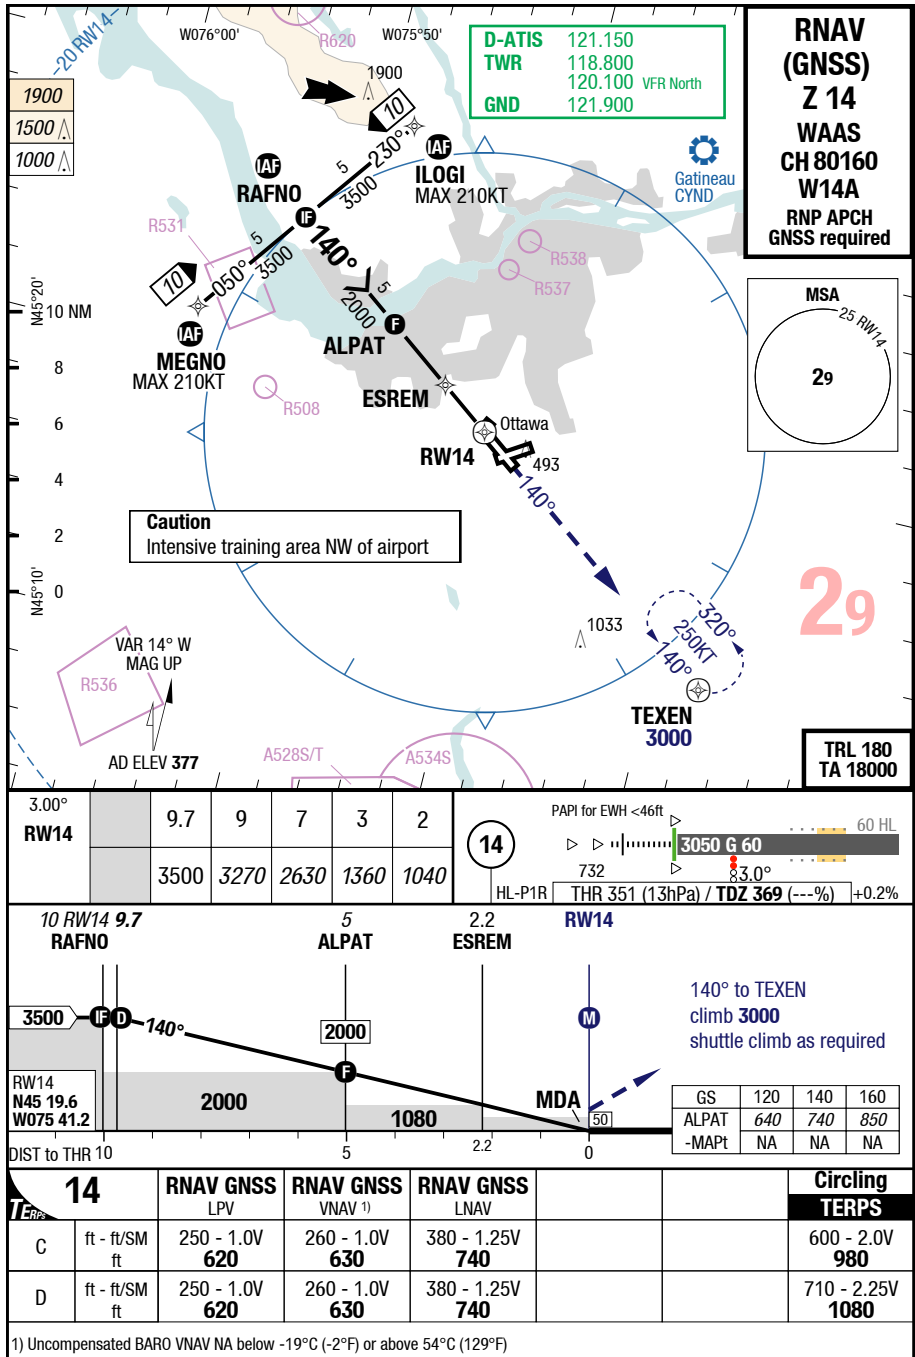 20 RW14
W076°00'
W075°50'
R620
D-ATIS 121.150
TWR 118.800
120.100 VFR North
GND 121.900
RNAV
(GNSS)
Z 14
WAAS
CH 80160
W14A
RNP APCH
GNSS required
1900
1500
1000
1900
10
230°
IAF
ILOGI
MAX 210KT
5
3500
IAF
RAFNO
IF
Gatineau
CYND
R531
5
3500
050°
10
140°
R538
R537
N45°20'
10 NM
IAF
MEGNO
MAX 210KT
5
2000
F
ALPAT
MSA
25 RW14
29
8
ESREM
R508
6
RW14
Ottawa
493
4
140°
Caution
Intensive training area NW of airport
2
N45°10'
0
29
1033
320°
250KT
140°
VAR 14° W
MAG UP
R536
TEXEN
3000
AD ELEV 377
A528S/T
A534S
TRL 180
TA 18000
3.00°
RW14
9.7 9 7 3 2
3500 3270 2630 1360 1040
14
PAPI for EWH <46ft
60 HL
3050 G 60
732
3.0°
HL-P1R
THR 351 (13hPa) / TDZ 369 (---%)
+0.2%
10 RW14 9.7
RAFNO
5
ALPAT
2.2
ESREM
RW14
3500
IF
D
140°
2000
F
M
140° to TEXEN
climb 3000
shuttle climb as required
RW14
N45 19.6
W075 41.2
2000
1080
MDA
50
GS 120 140 160
ALPAT 640 740 850
-MAPt NA NA NA
DIST to THR 10 5 2.2 0
TERPS
14
RNAV GNSS
LPV
RNAV GNSS
VNAV 1)
RNAV GNSS
LNAV
Circling
TERPS
C
ft - ft/SM
ft
250 - 1.0V
620
260 - 1.0V
630
380 - 1.25V
740
600 - 2.0V
980
D
ft - ft/SM
ft
250 - 1.0V
620
260 - 1.0V
630
380 - 1.25V
740
710 - 2.25V
1080
1) Uncompensated BARO VNAV NA below -19°C (-2°F) or above 54°C (129°F)